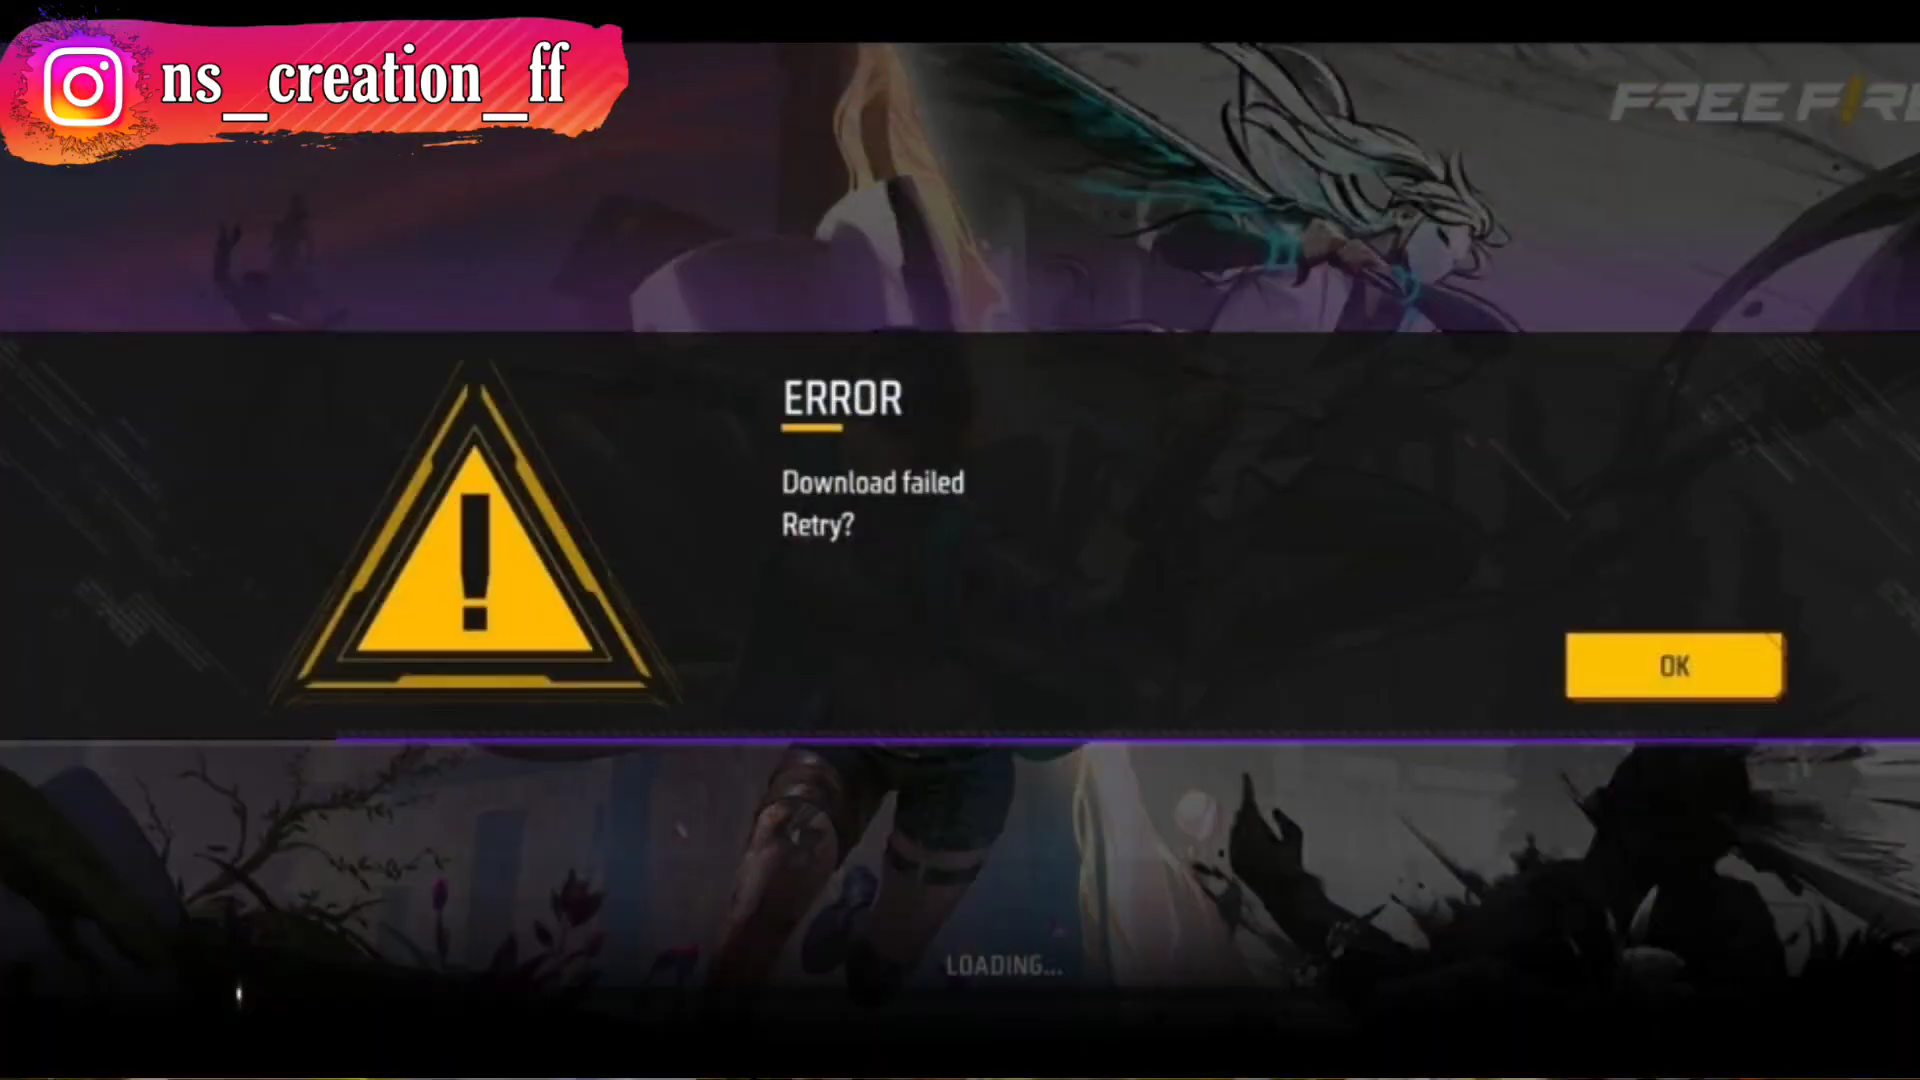 ns_creation_ff
FREE FIRE
ERROR
Download failed
Retry?
OK
LOADING...